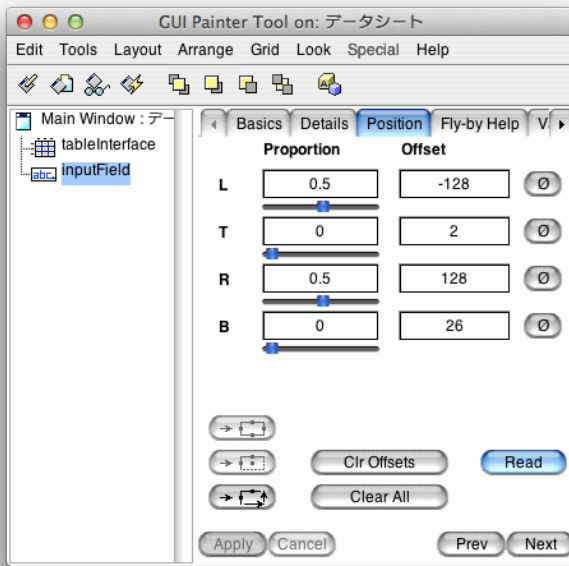 GUI Painter Tool on: データシート
Edit Tools Layout Arrange Grid Look Special Help
Main Window : デー
tableInterface
abc.
inputField
Basics Details Position Fly-by Help V
Proportion Offset
L 0.5 -128 Ø
T 0 2 Ø
R 0.5 128 Ø
B 0 26 Ø
Clr Offsets Read
Clear All
Apply Cancel Prev Next